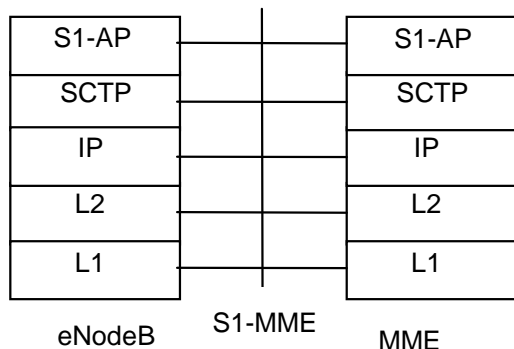 S1-AP S1-AP
SCTP SCTP
IP IP
L2 L2
L1 L1
eNodeB S1-MME MME